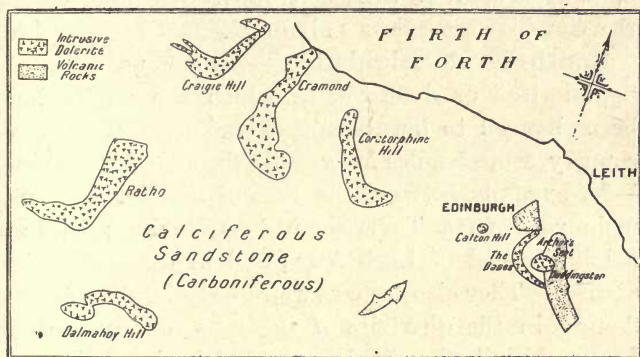 Intrusive
Dolerite
Volcanic
Rocks
FIRTH OF
FORTH
Craigie Hill
Cramond
Corstorphine
Hill
LEITH
Ratho
EDINBURGH
Calton Hill
Arthur's
Seat
The
Dasses
Duddingston
Calciferous
Sandstone
(Carboniferous)
Dalmahoy Hill